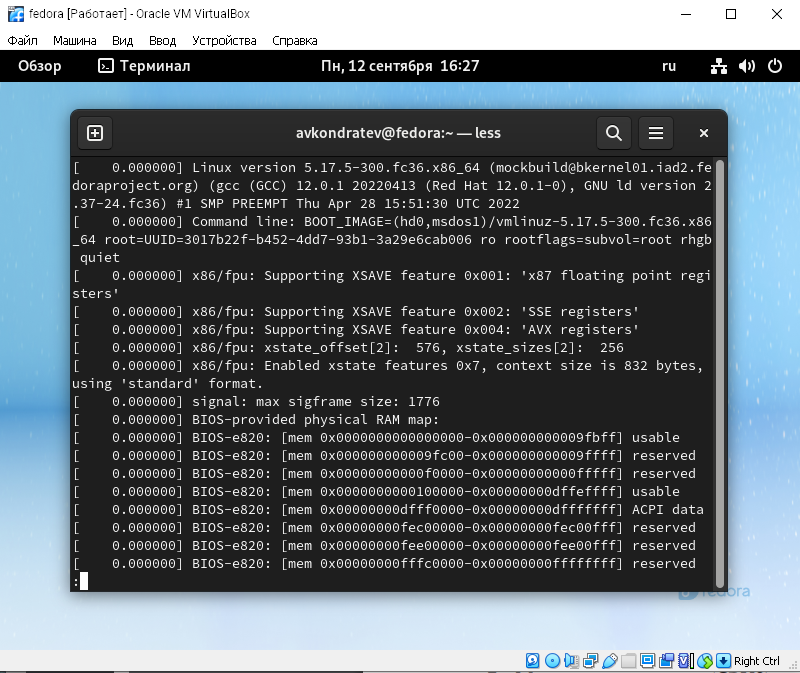 fedora [Работает] - Oracle VM VirtualBox
Файл Машина Вид Ввод Устройства Справка
Обзор Терминал Пн, 12 сентября 16:27 ru
avkondratev@fedora:~ — less
[    0.000000] Linux version 5.17.5-300.fc36.x86_64 (mockbuild@bkernel01.iad2.fe
doraproject.org) (gcc (GCC) 12.0.1 20220413 (Red Hat 12.0.1-0), GNU ld version 2
.37-24.fc36) #1 SMP PREEMPT Thu Apr 28 15:51:30 UTC 2022
[    0.000000] Command line: BOOT_IMAGE=(hd0,msdos1)/vmlinuz-5.17.5-300.fc36.x86
_64 root=UUID=3017b22f-b452-4dd7-93b1-3a29e6cab006 ro rootflags=subvol=root rhgb
 quiet
[    0.000000] x86/fpu: Supporting XSAVE feature 0x001: 'x87 floating point regi
sters'
[    0.000000] x86/fpu: Supporting XSAVE feature 0x002: 'SSE registers'
[    0.000000] x86/fpu: Supporting XSAVE feature 0x004: 'AVX registers'
[    0.000000] x86/fpu: xstate_offset[2]:  576, xstate_sizes[2]:  256
[    0.000000] x86/fpu: Enabled xstate features 0x7, context size is 832 bytes,
using 'standard' format.
[    0.000000] signal: max sigframe size: 1776
[    0.000000] BIOS-provided physical RAM map:
[    0.000000] BIOS-e820: [mem 0x0000000000000000-0x000000000009fbff] usable
[    0.000000] BIOS-e820: [mem 0x000000000009fc00-0x000000000009ffff] reserved
[    0.000000] BIOS-e820: [mem 0x00000000000f0000-0x00000000000fffff] reserved
[    0.000000] BIOS-e820: [mem 0x0000000000100000-0x00000000dffeffff] usable
[    0.000000] BIOS-e820: [mem 0x00000000dfff0000-0x00000000dfffffff] ACPI data
[    0.000000] BIOS-e820: [mem 0x00000000fec00000-0x00000000fec00fff] reserved
[    0.000000] BIOS-e820: [mem 0x00000000fee00000-0x00000000fee00fff] reserved
[    0.000000] BIOS-e820: [mem 0x00000000fffc0000-0x00000000ffffffff] reserved
:
fedora
Right Ctrl